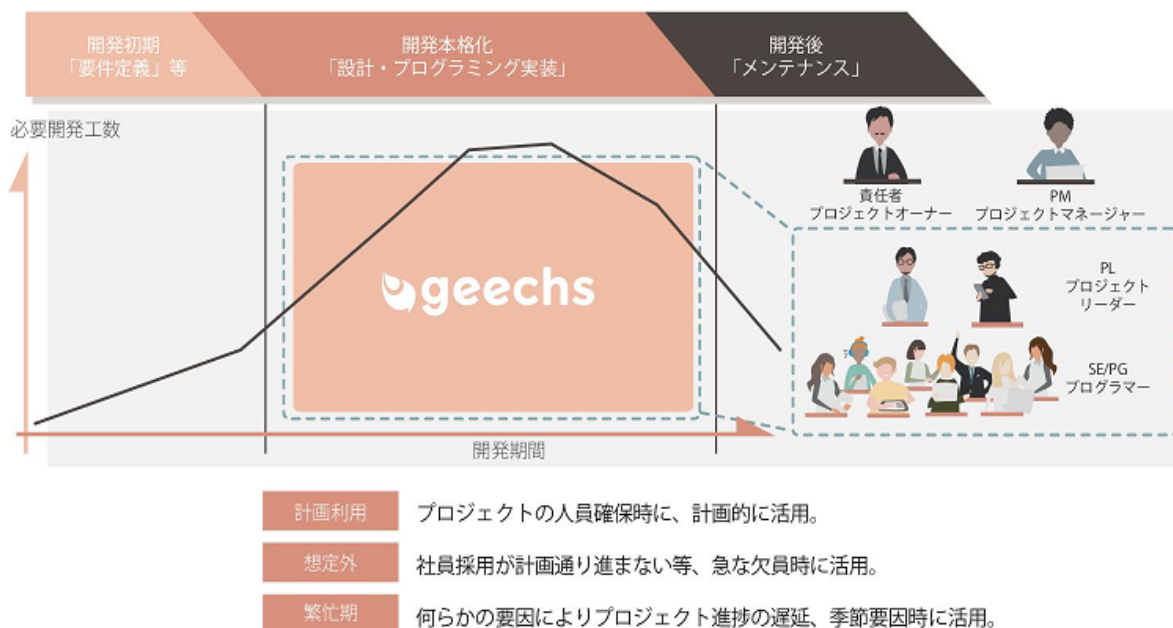 開発初期
「要件定義」等
開発本格化
「設計・プログラミング実装」
開発後
「メンテナンス」
必要開発工数
責任者
プロジェクトオーナー
PM
プロジェクトマネージャー
PL
プロジェクト
リーダー
geechs
SE/PG
プログラマー
開発期間
計画利用
プロジェクトの人員確保時に、計画的に活用。
想定外
社員採用が計画通り進まない等、急な欠員時に活用。
繁忙期
何らかの要因によりプロジェクト進捗の遅延、季節要因時に活用。